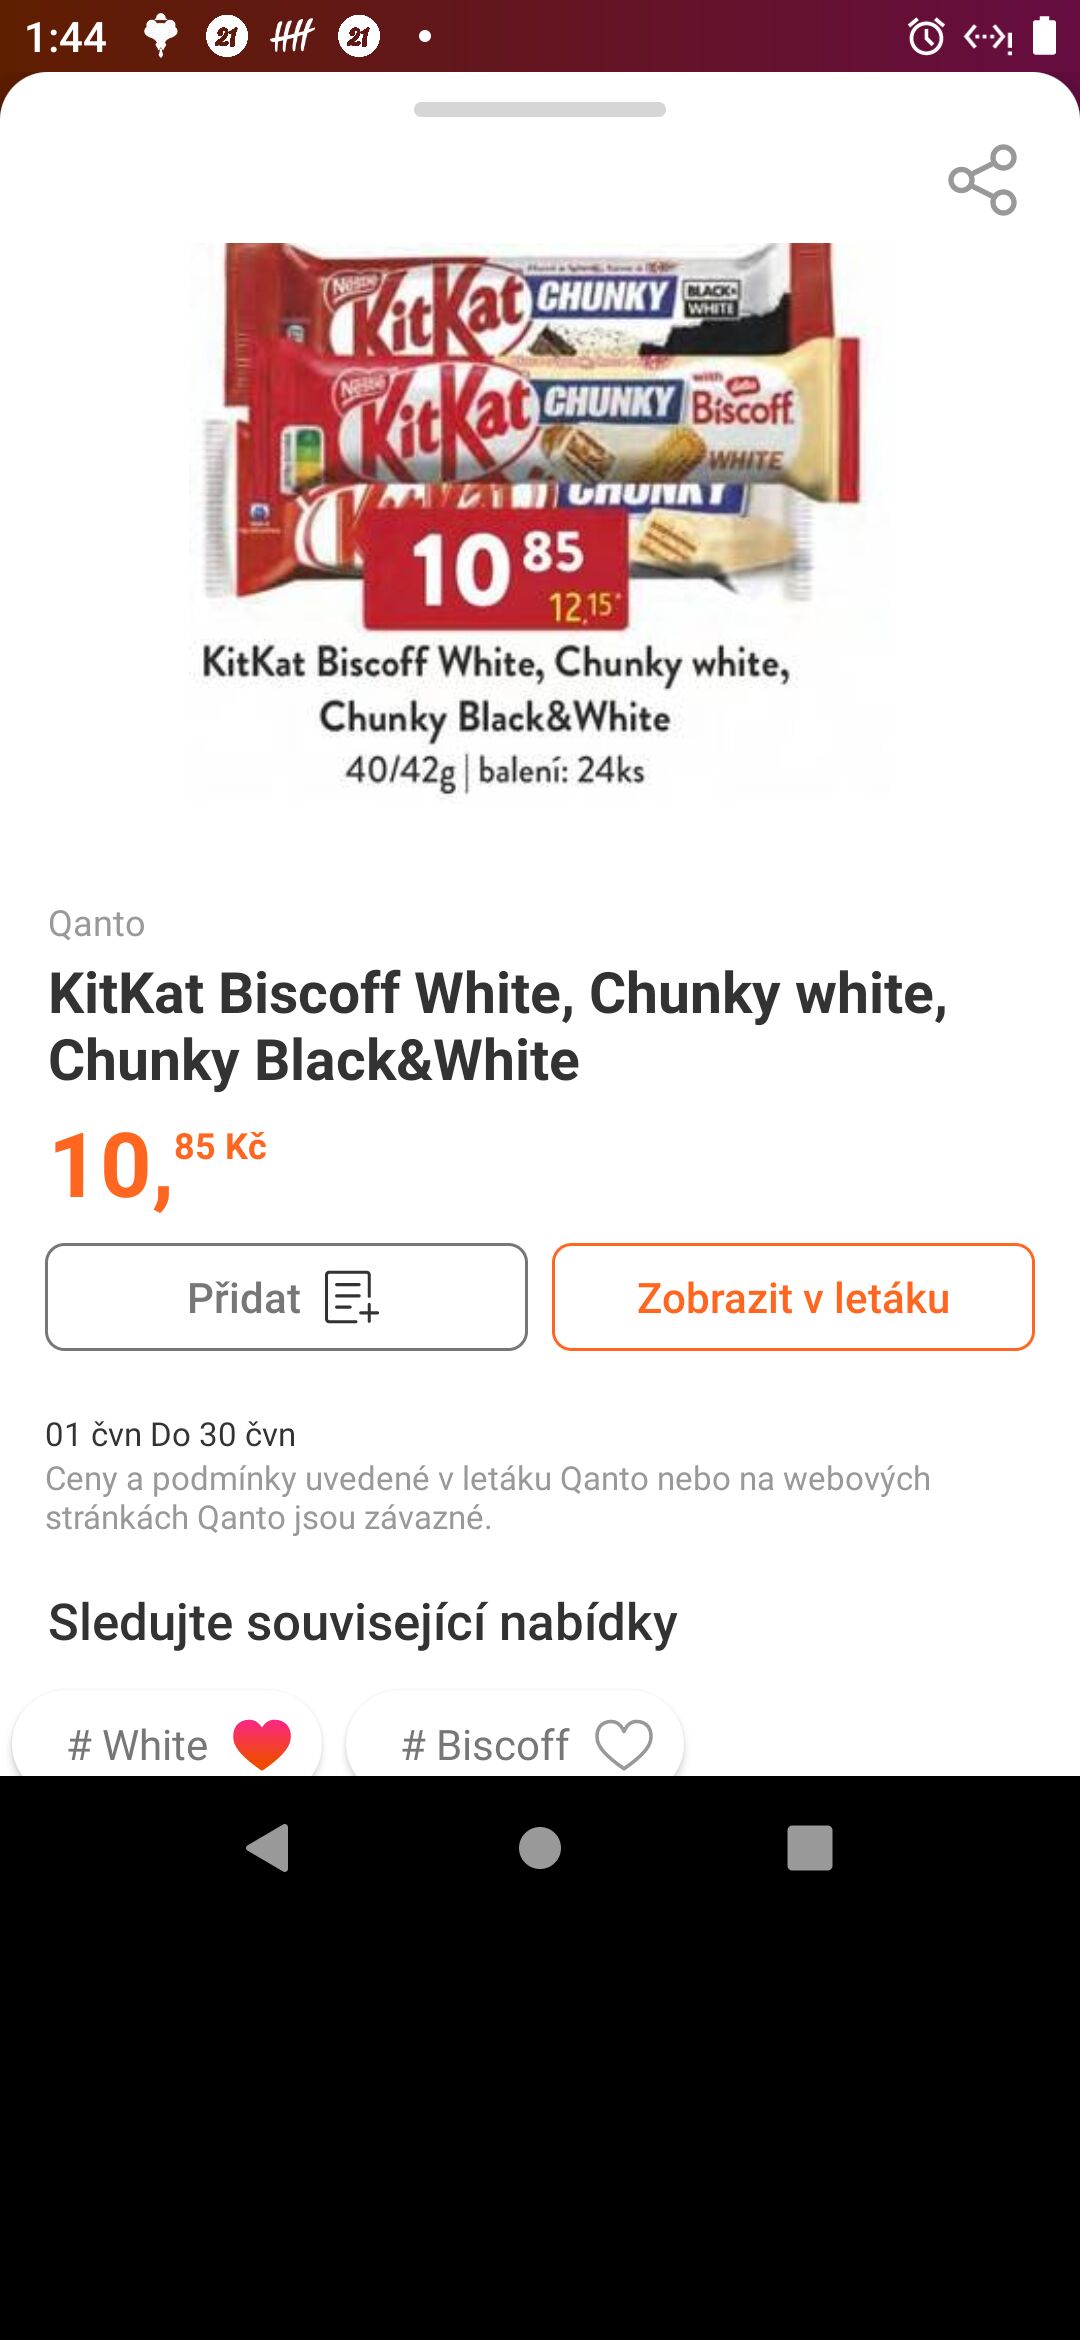 1:44
21
21
Nestlé
KitKat CHUNKY BLACK& WHITE
Nestlé
KitKat CHUNKY with Lotus Biscoff
WHITE
CHUNKY
10 85
12,15*
KitKat Biscoff White, Chunky white,
Chunky Black&White
40/42g | balení: 24ks
Qanto
KitKat Biscoff White, Chunky white,
Chunky Black&White
10,85 Kč
Přidat
Zobrazit v letáku
01 čvn Do 30 čvn
Ceny a podmínky uvedené v letáku Qanto nebo na webových
stránkách Qanto jsou závazné.
Sledujte související nabídky
# White
# Biscoff